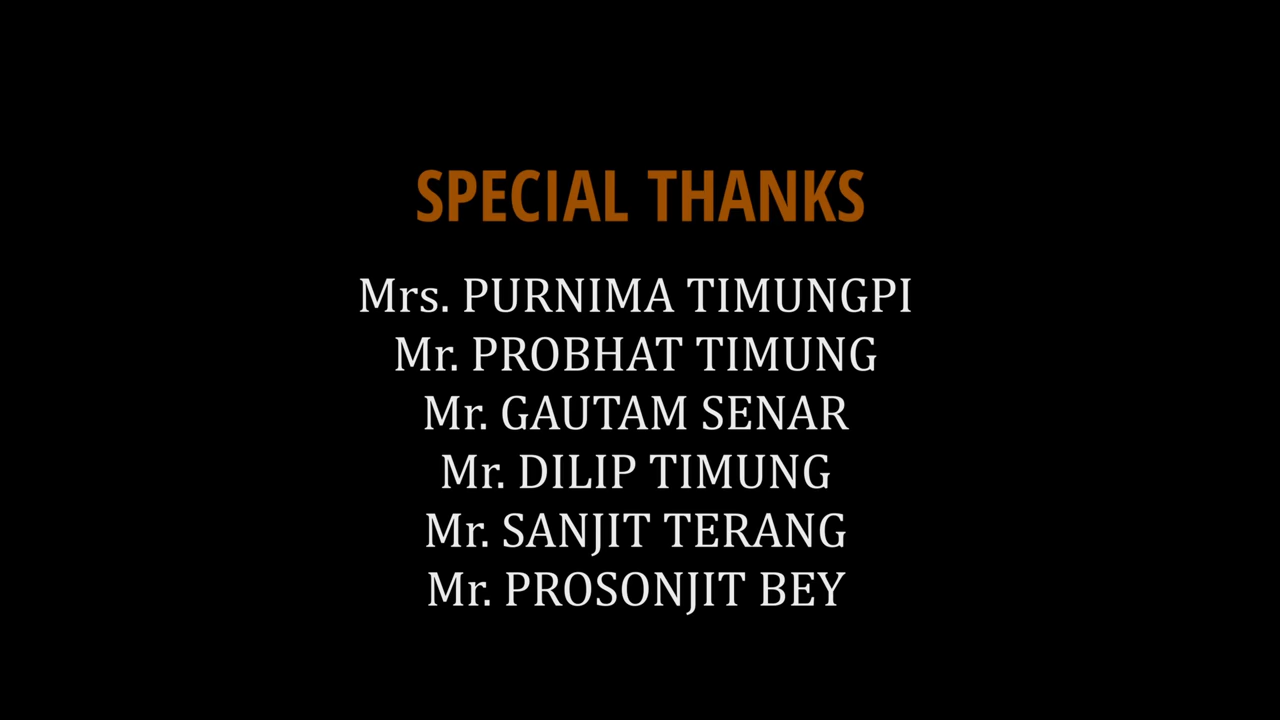 SPECIAL THANKS
Mrs. PURNIMA TIMUNGPI
Mr. PROBHAT TIMUNG
Mr. GAUTAM SENAR
Mr. DILIP TIMUNG
Mr. SANJIT TERANG
Mr. PROSONJIT BEY